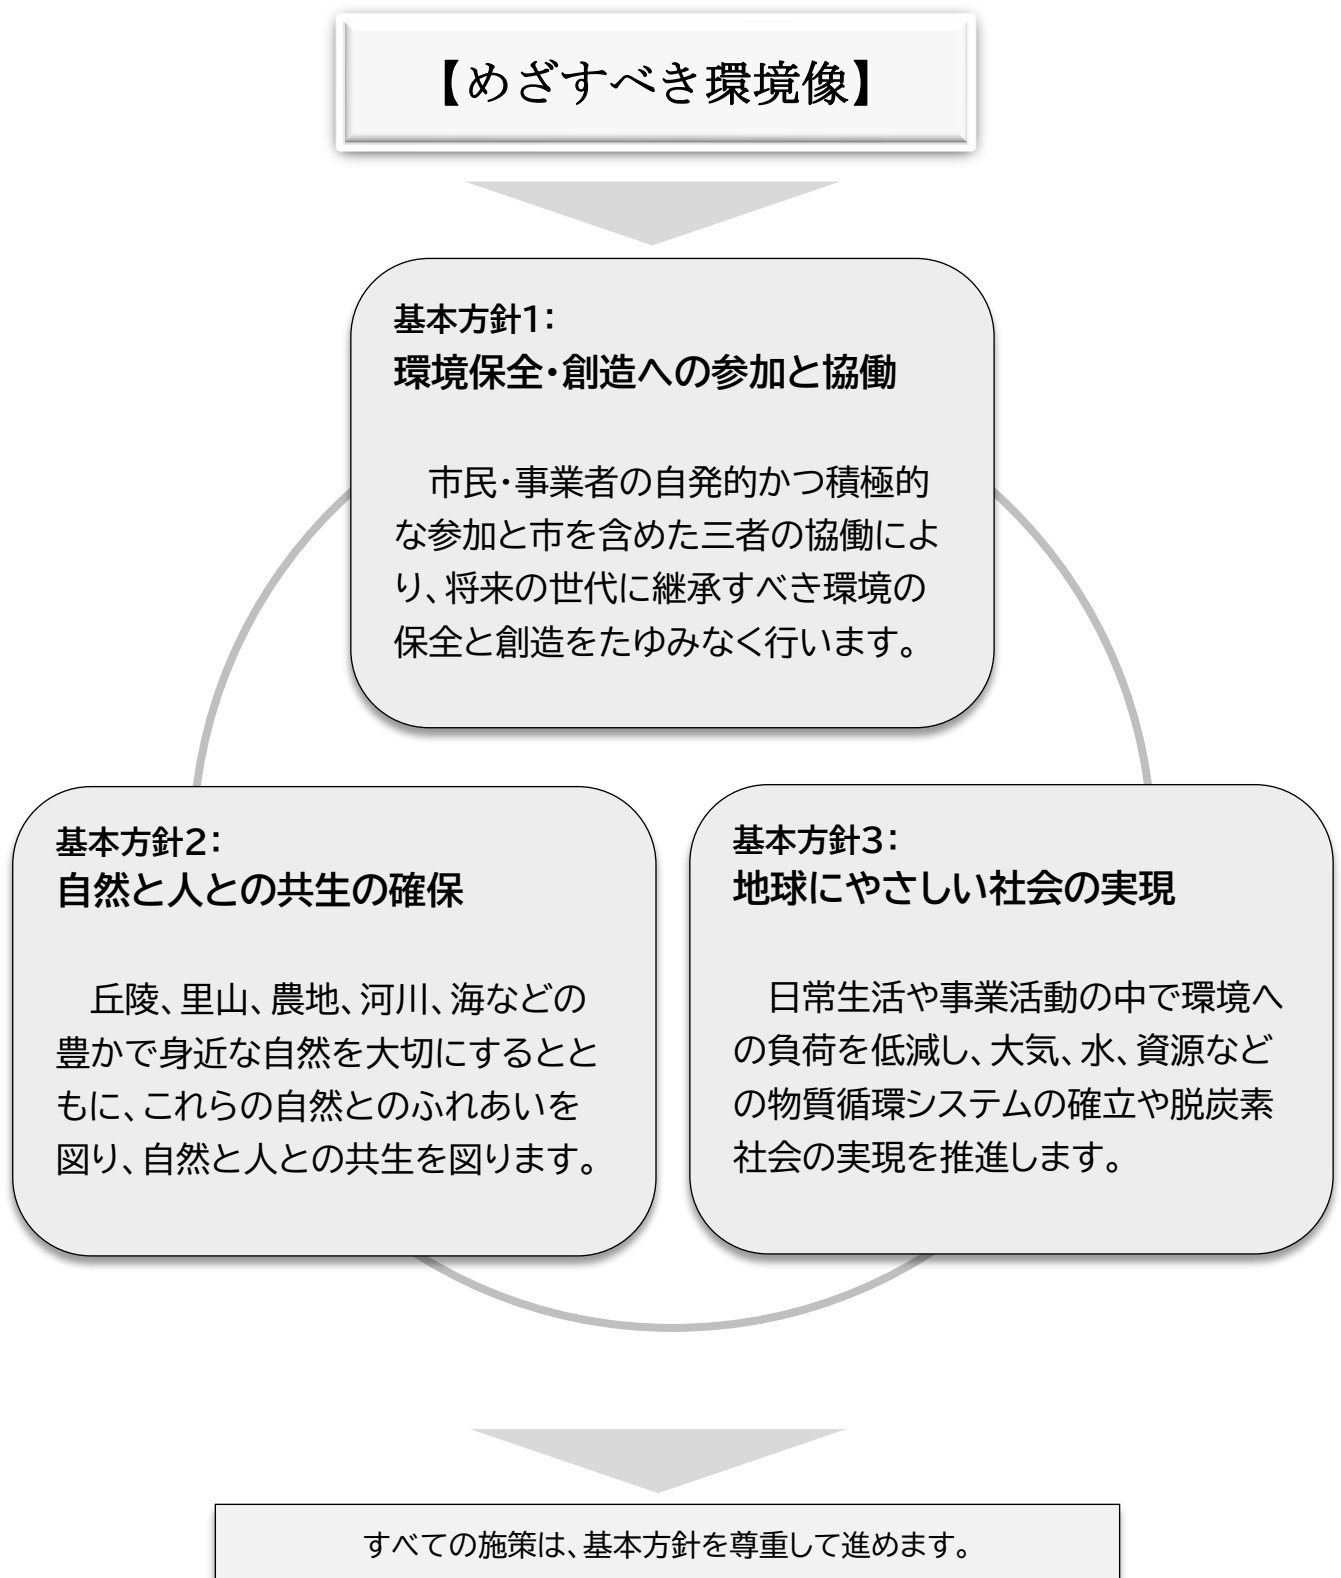 【めざすべき環境像】
基本方針1：
環境保全・創造への参加と協働
市民・事業者の自発的かつ積極的
な参加と市を含めた三者の協働によ
り、将来の世代に継承すべき環境の
保全と創造をたゆみなく行います。
基本方針2：
自然と人との共生の確保
丘陵、里山、農地、河川、海などの
豊かで身近な自然を大切にするとと
もに、これらの自然とのふれあいを
図り、自然と人との共生を図ります。
基本方針3：
地球にやさしい社会の実現
日常生活や事業活動の中で環境へ
の負荷を低減し、大気、水、資源など
の物質循環システムの確立や脱炭素
社会の実現を推進します。
すべての施策は、基本方針を尊重して進めます。